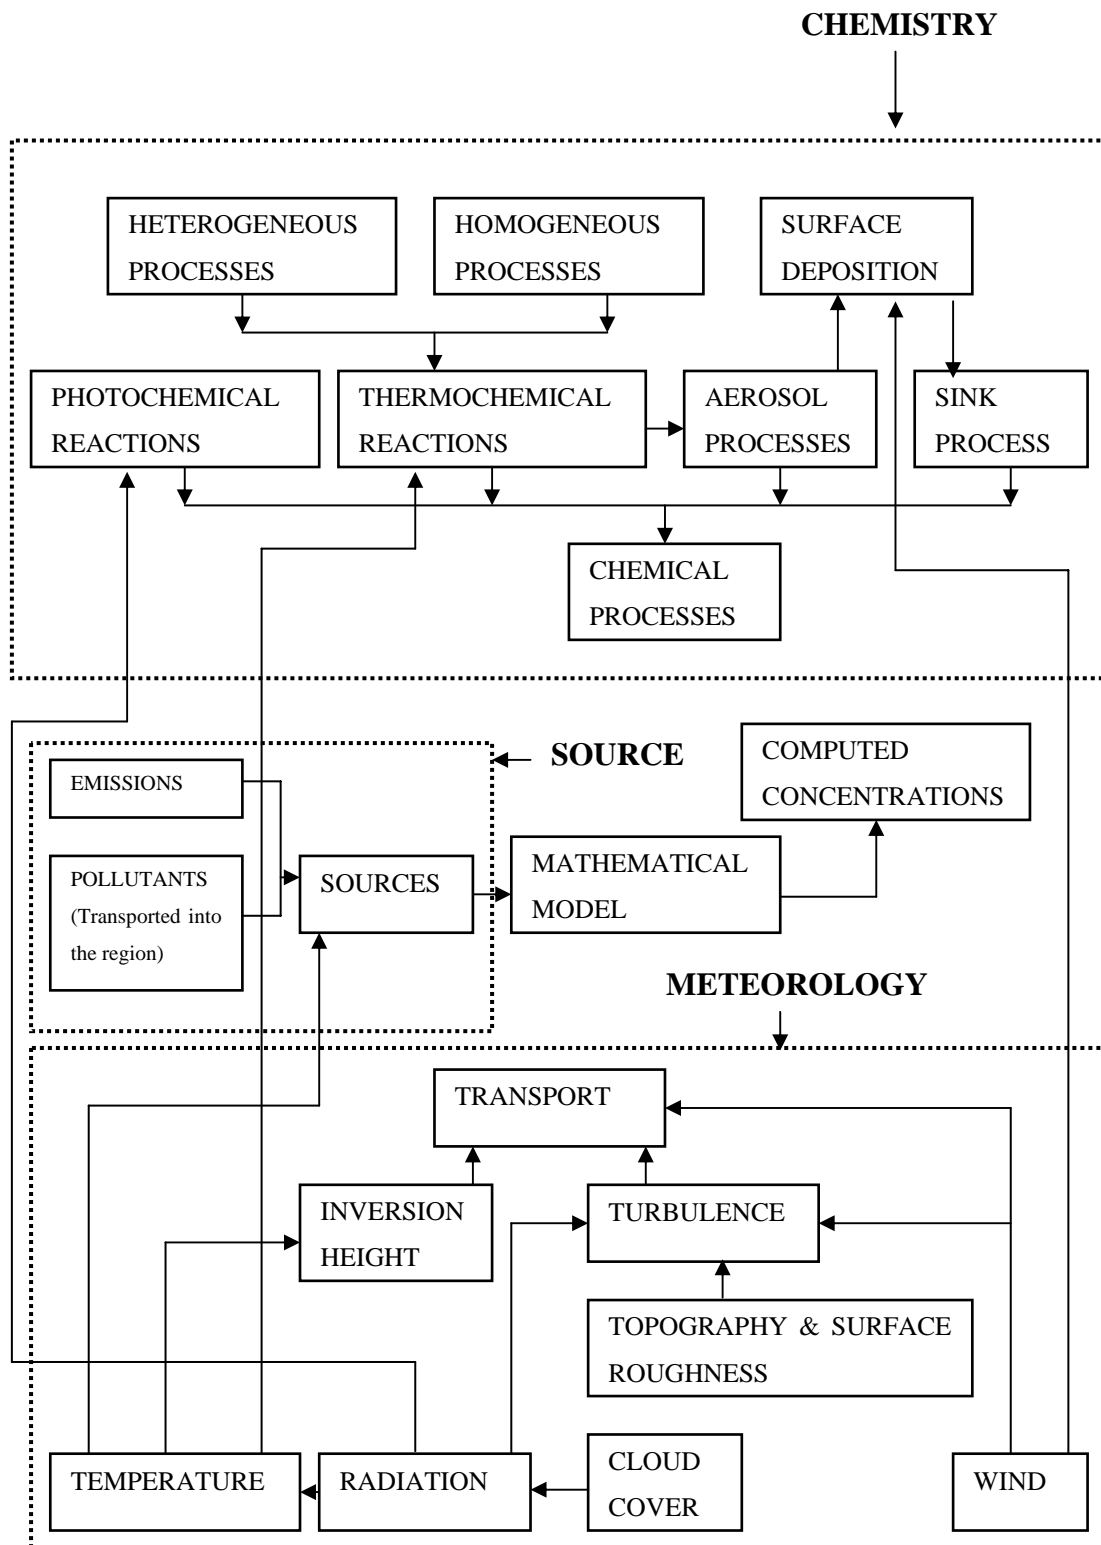 CHEMISTRY
HETEROGENEOUS
PROCESSES
HOMOGENEOUS
PROCESSES
SURFACE
DEPOSITION
PHOTOCHEMICAL
REACTIONS
THERMOCHEMICAL
REACTIONS
AEROSOL
PROCESSES
SINK
PROCESS
CHEMICAL
PROCESSES
SOURCE
COMPUTED
CONCENTRATIONS
EMISSIONS
POLLUTANTS
(Transported into
the region)
SOURCES
MATHEMATICAL
MODEL
METEOROLOGY
TRANSPORT
INVERSION
HEIGHT
TURBULENCE
TOPOGRAPHY & SURFACE
ROUGHNESS
TEMPERATURE
RADIATION
CLOUD
COVER
WIND